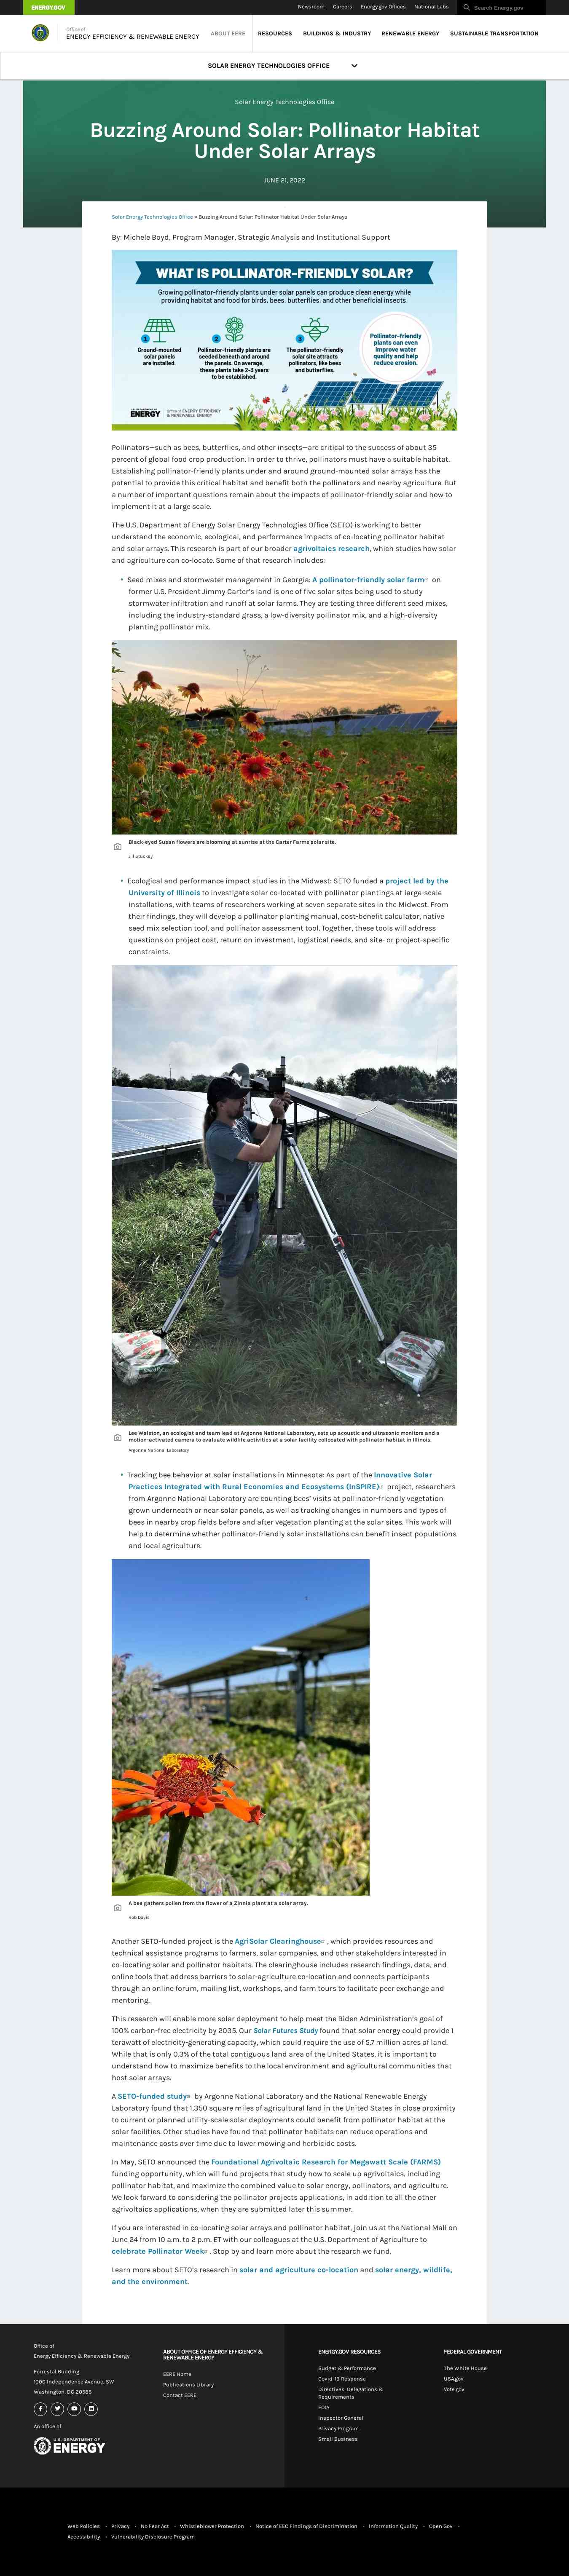 ENERGY.GOV
Newsroom Careers Energy.gov Offices National Labs Search Energy.gov
Office of
ENERGY EFFICIENCY & RENEWABLE ENERGY
ABOUT EERE RESOURCES BUILDINGS & INDUSTRY RENEWABLE ENERGY SUSTAINABLE TRANSPORTATION
SOLAR ENERGY TECHNOLOGIES OFFICE
Solar Energy Technologies Office
Buzzing Around Solar: Pollinator Habitat
Under Solar Arrays
JUNE 21, 2022
Solar Energy Technologies Office » Buzzing Around Solar: Pollinator Habitat Under Solar Arrays
By: Michele Boyd, Program Manager, Strategic Analysis and Institutional Support
WHAT IS POLLINATOR-FRIENDLY SOLAR?
Growing pollinator-friendly plants under solar panels can produce clean energy while
providing habitat and food for birds, bees, butterflies, and other beneficial insects.
1
Ground-mounted
solar panels
are installed.
2
Pollinator-friendly plants are
seeded beneath and around
the panels. On average,
these plants take 2-3 years
to be established.
3
The pollinator-friendly
solar site attracts
pollinators, like bees
and butterflies.
Pollinator-friendly
plants can even
improve water
quality and help
reduce erosion.
U.S. DEPARTMENT OF
ENERGY
Office of
ENERGY EFFICIENCY
& RENEWABLE ENERGY
Pollinators—such as bees, butterflies, and other insects—are critical to the success of about 35
percent of global food crop production. In order to thrive, pollinators must have a suitable habitat.
Establishing pollinator-friendly plants under and around ground-mounted solar arrays has the
potential to provide this critical habitat and benefit both the pollinators and nearby agriculture. But
a number of important questions remain about the impacts of pollinator-friendly solar and how to
implement it at a large scale.
The U.S. Department of Energy Solar Energy Technologies Office (SETO) is working to better
understand the economic, ecological, and performance impacts of co-locating pollinator habitat
and solar arrays. This research is part of our broader agrivoltaics research, which studies how solar
and agriculture can co-locate. Some of that research includes:
• Seed mixes and stormwater management in Georgia: A pollinator-friendly solar farm on
former U.S. President Jimmy Carter's land is one of five solar sites being used to study
stormwater infiltration and runoff at solar farms. They are testing three different seed mixes,
including the industry-standard grass, a low-diversity pollinator mix, and a high-diversity
planting pollinator mix.
Black-eyed Susan flowers are blooming at sunrise at the Carter Farms solar site.
Jill Stuckey
• Ecological and performance impact studies in the Midwest: SETO funded a project led by the
University of Illinois to investigate solar co-located with pollinator plantings at large-scale
installations, with teams of researchers working at seven separate sites in the Midwest. From
their findings, they will develop a pollinator planting manual, cost-benefit calculator, native
seed mix selection tool, and pollinator assessment tool. Together, these tools will address
questions on project cost, return on investment, logistical needs, and site- or project-specific
constraints.
Lee Walston, an ecologist and team lead at Argonne National Laboratory, sets up acoustic and ultrasonic monitors and a
motion-activated camera to evaluate wildlife activities at a solar facility collocated with pollinator habitat in Illinois.
Argonne National Laboratory
• Tracking bee behavior at solar installations in Minnesota: As part of the Innovative Solar
Practices Integrated with Rural Economies and Ecosystems (InSPIRE) project, researchers
from Argonne National Laboratory are counting bees' visits at pollinator-friendly vegetation
grown underneath or near solar panels, as well as tracking changes in numbers and types of
bees in nearby crop fields before and after vegetation planting at the solar sites. This work will
help to determine whether pollinator-friendly solar installations can benefit insect populations
and local agriculture.
A bee gathers pollen from the flower of a Zinnia plant at a solar array.
Rob Davis
Another SETO-funded project is the AgriSolar Clearinghouse , which provides resources and
technical assistance programs to farmers, solar companies, and other stakeholders interested in
co-locating solar and pollinator habitats. The clearinghouse includes research findings, data, and
online tools that address barriers to solar-agriculture co-location and connects participants
through an online forum, mailing list, workshops, and farm tours to facilitate peer exchange and
mentoring.
This research will enable more solar deployment to help meet the Biden Administration's goal of
100% carbon-free electricity by 2035. Our Solar Futures Study found that solar energy could provide 1
terawatt of electricity-generating capacity, which could require the use of 5.7 million acres of land.
While that is only 0.3% of the total contiguous land area of the United States, it is important to
understand how to maximize benefits to the local environment and agricultural communities that
host solar arrays.
A SETO-funded study by Argonne National Laboratory and the National Renewable Energy
Laboratory found that 1,350 square miles of agricultural land in the United States in close proximity
to current or planned utility-scale solar deployments could benefit from pollinator habitat at the
solar facilities. Other studies have found that pollinator habitats can reduce operations and
maintenance costs over time due to lower mowing and herbicide costs.
In May, SETO announced the Foundational Agrivoltaic Research for Megawatt Scale (FARMS)
funding opportunity, which will fund projects that study how to scale up agrivoltaics, including
pollinator habitat, and maximize the combined value to solar energy, pollinators, and agriculture.
We look forward to considering the pollinator projects applications, in addition to all the other
agrivoltaics applications, when they are submitted later this summer.
If you are interested in co-locating solar arrays and pollinator habitat, join us at the National Mall on
June 24 from 10 a.m. to 2 p.m. ET with our colleagues at the U.S. Department of Agriculture to
celebrate Pollinator Week . Stop by and learn more about the research we fund.
Learn more about SETO's research in solar and agriculture co-location and solar energy, wildlife,
and the environment.
Office of
Energy Efficiency & Renewable Energy
Forrestal Building
1000 Independence Avenue, SW
Washington, DC 20585
An office of
U.S. DEPARTMENT OF
ENERGY
ABOUT OFFICE OF ENERGY EFFICIENCY &
RENEWABLE ENERGY
EERE Home
Publications Library
Contact EERE
ENERGY.GOV RESOURCES
Budget & Performance
Covid-19 Response
Directives, Delegations &
Requirements
FOIA
Inspector General
Privacy Program
Small Business
FEDERAL GOVERNMENT
The White House
USA.gov
Vote.gov
Web Policies • Privacy • No Fear Act • Whistleblower Protection • Notice of EEO Findings of Discrimination • Information Quality • Open Gov •
Accessibility • Vulnerability Disclosure Program